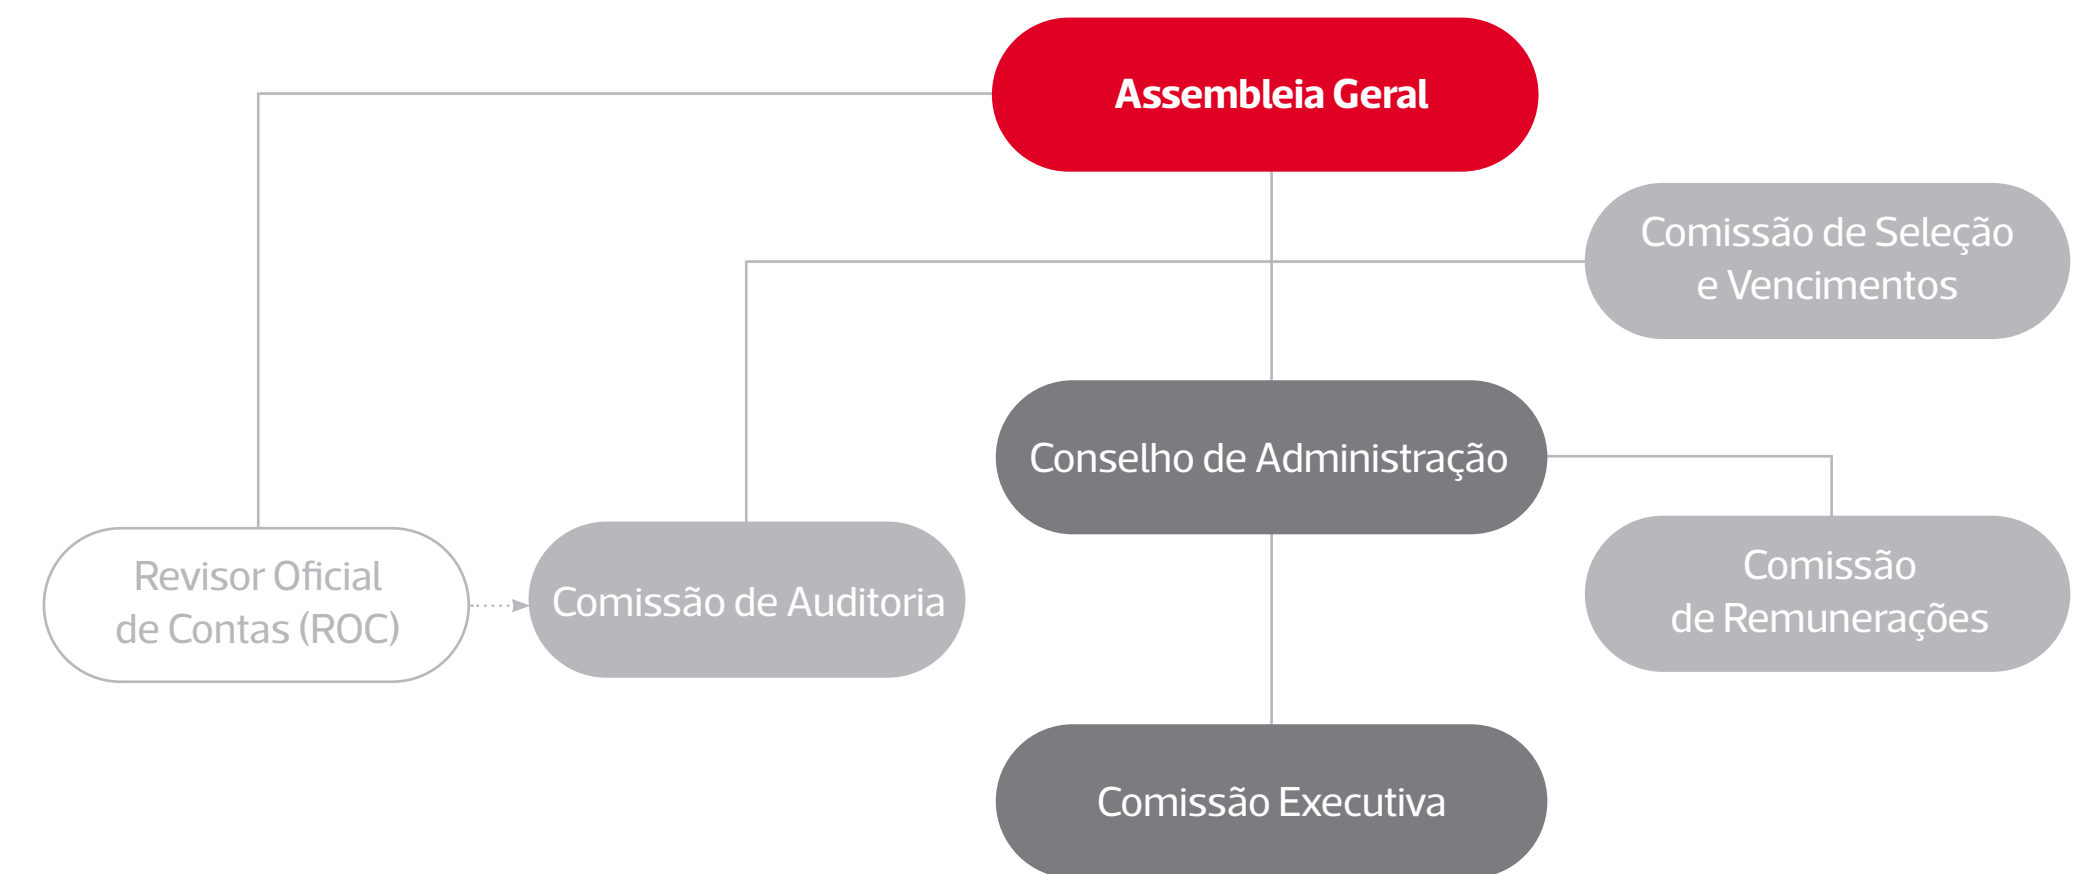 Assembleia Geral
Comissão de Seleção
e Vencimentos
Conselho de Administração
Revisor Oficial
de Contas (ROC)
Comissão de Auditoria
Comissão
de Remunerações
Comissão Executiva